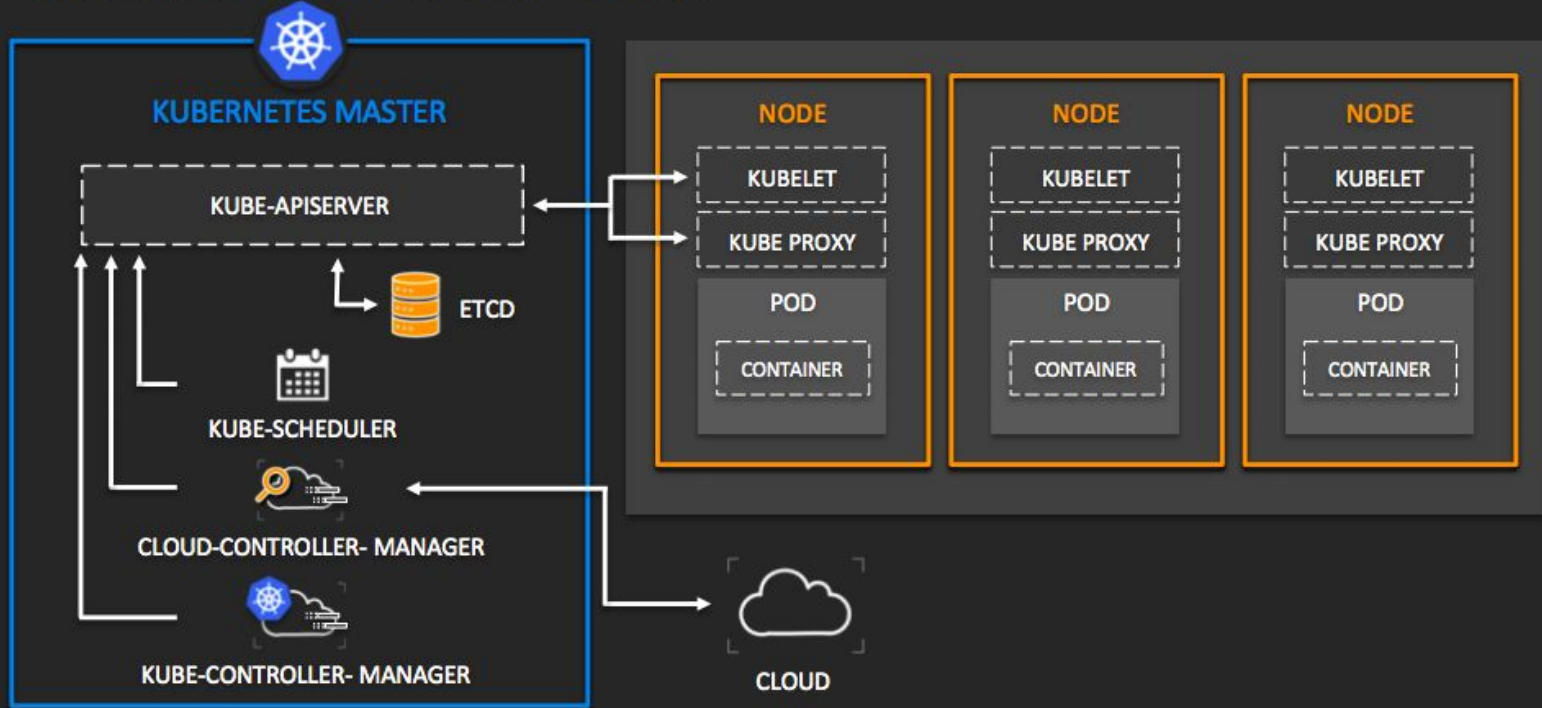 KUBERNETES MASTER
KUBE-APISERVER
ETCD
KUBE-SCHEDULER
CLOUD-CONTROLLER- MANAGER
KUBE-CONTROLLER- MANAGER
NODE
KUBELET
KUBE PROXY
POD
CONTAINER
NODE
KUBELET
KUBE PROXY
POD
CONTAINER
NODE
KUBELET
KUBE PROXY
POD
CONTAINER
CLOUD